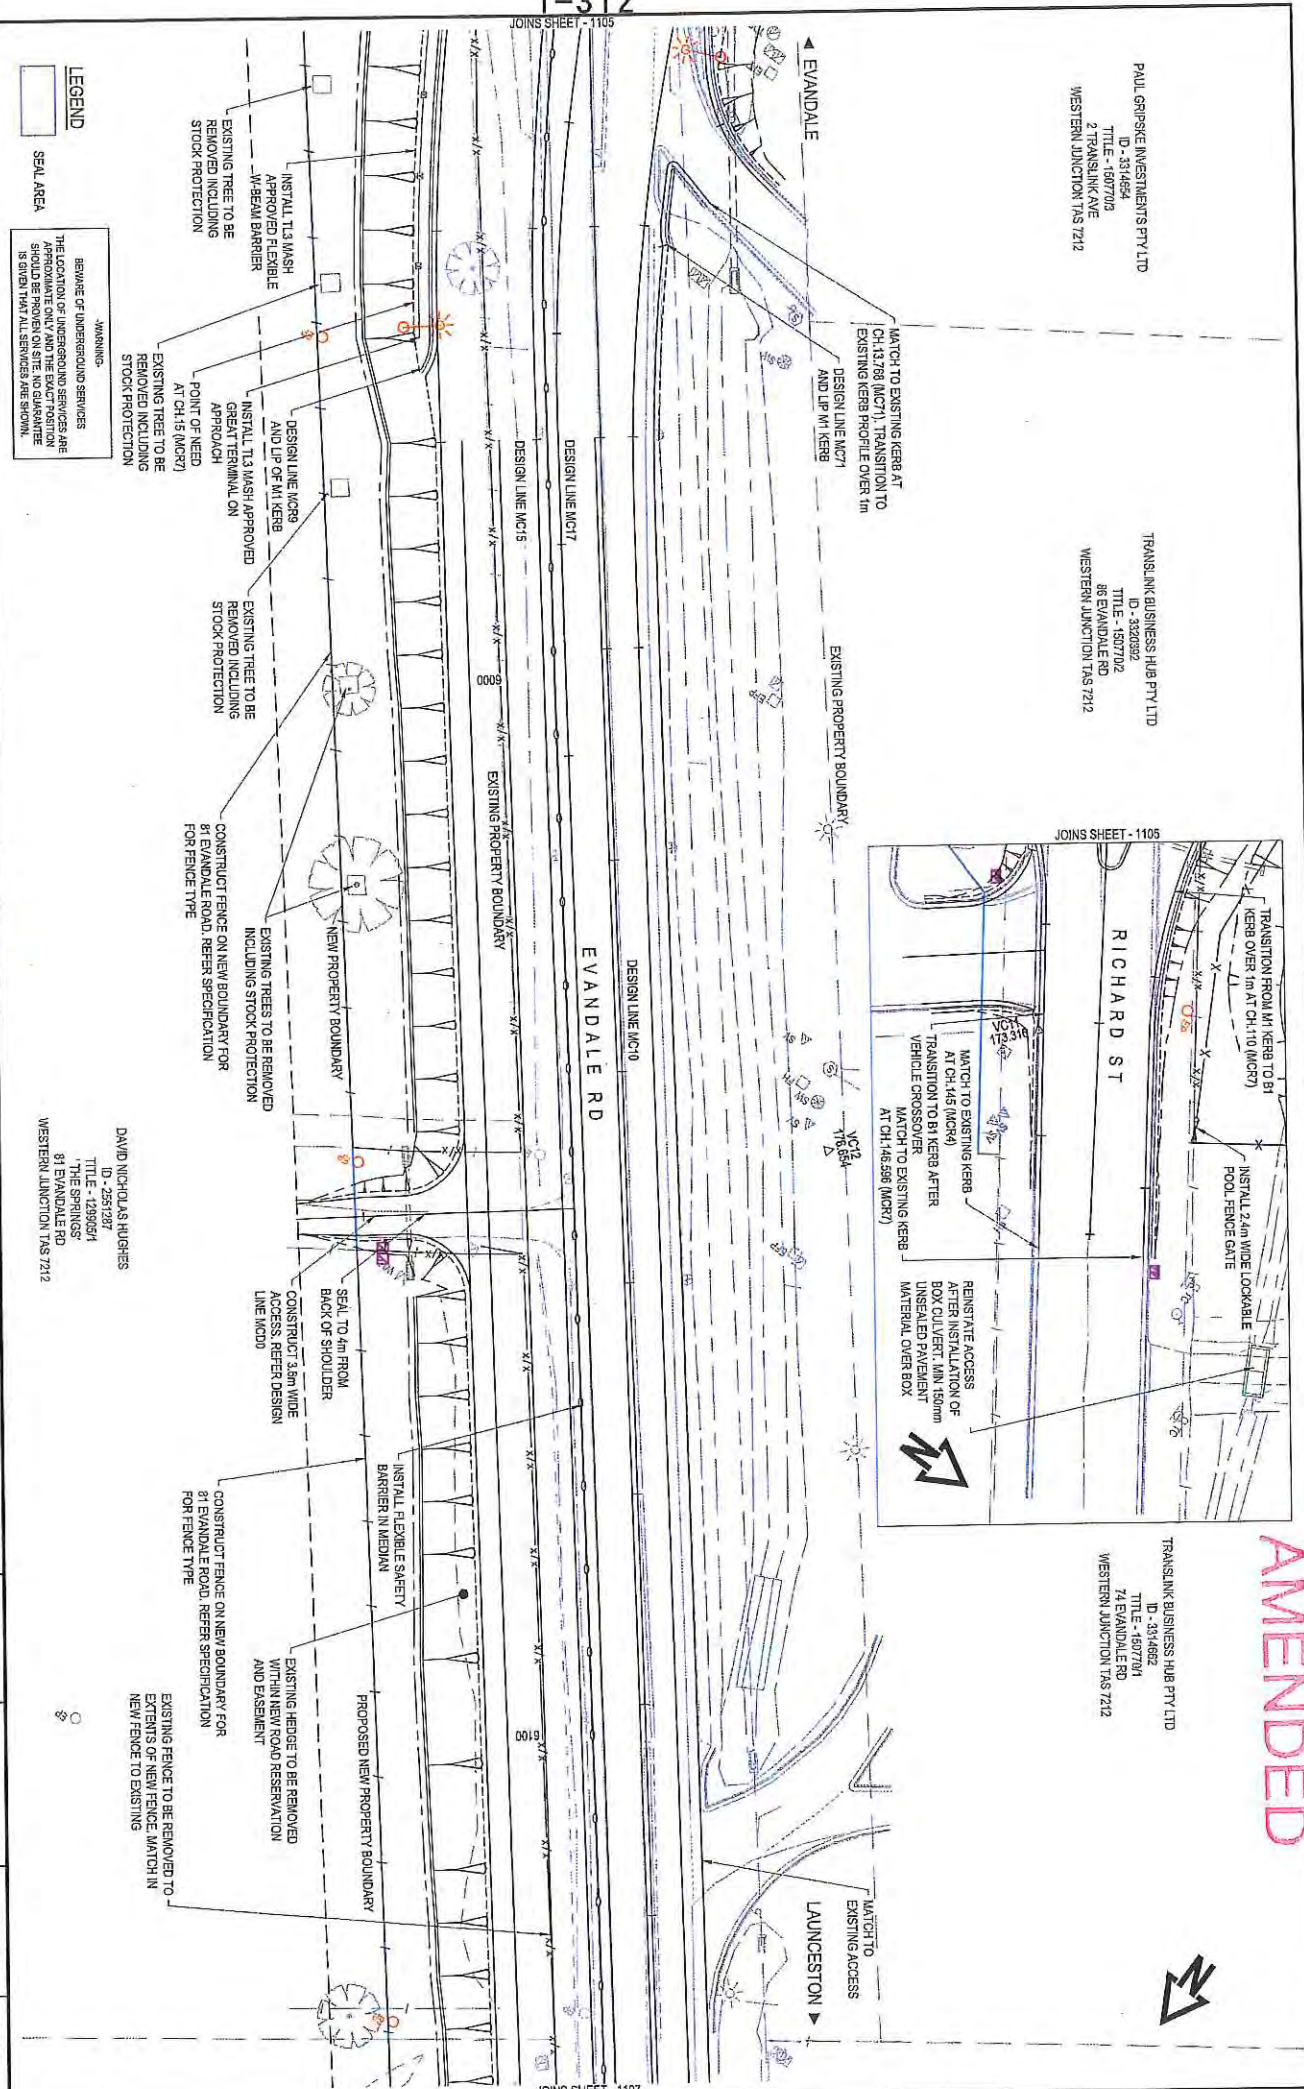 1-312
JOINS SHEET - 1105
◄ EVANDALE
PAUL GRIPSKE INVESTMENTS PTY LTD
ID - 3314654
TITLE - 150770/3
2 TRANSLINK AVE
WESTERN JUNCTION TAS 7212
TRANSLINK BUSINESS HUB PTY LTD
ID - 3320392
TITLE - 150770/2
86 EVANDALE RD
WESTERN JUNCTION TAS 7212
TRANSLINK BUSINESS HUB PTY LTD
ID - 3314662
TITLE - 150770/1
74 EVANDALE RD
WESTERN JUNCTION TAS 7212
AMENDED
N
MATCH TO EXISTING KERB AT
CH.13.768 (MC71). TRANSITION TO
EXISTING KERB PROFILE OVER 1m
DESIGN LINE MC71
AND LIP M1 KERB
EXISTING PROPERTY BOUNDARY
JOINS SHEET - 1105
TRANSITION FROM M1 KERB TO B1
KERB OVER 1m AT CH.110 (MCR7)
INSTALL 2.4m WIDE LOCKABLE
POOL FENCE GATE
RICHARD ST
MATCH TO EXISTING KERB
AT CH.145 (MCR4)
TRANSITION TO B1 KERB AFTER
VEHICLE CROSSOVER
MATCH TO EXISTING KERB
AT CH.146.596 (MCR7)
REINSTATE ACCESS
AFTER INSTALLATION OF
BOX CULVERT. MIN 150mm
UNSEALED PAVEMENT
MATERIAL OVER BOX
N
VC12
176.654
MATCH TO
EXISTING ACCESS
LAUNCESTON ►
DESIGN LINE MC17
DESIGN LINE MC15
DESIGN LINE MC10
EVANDALE RD
6000
6100
EXISTING PROPERTY BOUNDARY
NEW PROPERTY BOUNDARY
PROPOSED NEW PROPERTY BOUNDARY
INSTALL TL3 MASH
APPROVED FLEXIBLE
W-BEAM BARRIER
EXISTING TREE TO BE
REMOVED INCLUDING
STOCK PROTECTION
DESIGN LINE MCR9
AND LIP OF M1 KERB
INSTALL TL3 MASH APPROVED
GREAT TERMINAL ON
APPROACH
POINT OF NEED
AT CH.15 (MCR7)
EXISTING TREE TO BE
REMOVED INCLUDING
STOCK PROTECTION
EXISTING TREE TO BE
REMOVED INCLUDING
STOCK PROTECTION
CONSTRUCT FENCE ON NEW BOUNDARY FOR
81 EVANDALE ROAD. REFER SPECIFICATION
FOR FENCE TYPE
EXISTING TREES TO BE REMOVED
INCLUDING STOCK PROTECTION
SEAL TO 4m FROM
BACK OF SHOULDER
CONSTRUCT 3.6m WIDE
ACCESS. REFER DESIGN
LINE MCD0
INSTALL FLEXIBLE SAFETY
BARRIER IN MEDIAN
CONSTRUCT FENCE ON NEW BOUNDARY FOR
81 EVANDALE ROAD. REFER SPECIFICATION
FOR FENCE TYPE
EXISTING HEDGE TO BE REMOVED
WITHIN NEW ROAD RESERVATION
AND EASEMENT
EXISTING FENCE TO BE REMOVED TO
EXTENTS OF NEW FENCE. MATCH IN
NEW FENCE TO EXISTING
DAVID NICHOLAS HUGHES
ID - 2551287
TITLE - 129905/1
'THE SPRINGS'
81 EVANDALE RD
WESTERN JUNCTION TAS 7212
LEGEND
SEAL AREA
-WARNING-
BEWARE OF UNDERGROUND SERVICES
THE LOCATION OF UNDERGROUND SERVICES ARE
APPROXIMATE ONLY AND THE EXACT POSITION
SHOULD BE PROVEN ON SITE. NO GUARANTEE
IS GIVEN THAT ALL SERVICES ARE SHOWN.